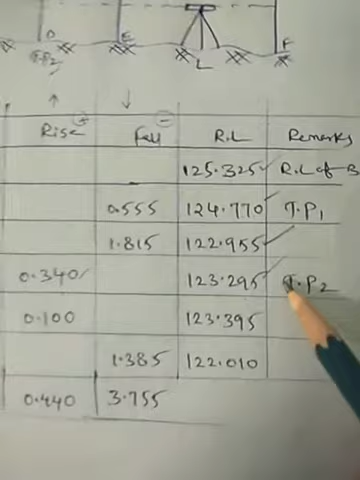 D E F
T.P2 L
Rise + Fall − R.L Remarks
125.325 R.L of B
0.555 124.770 T.P1
1.815 122.955
0.340 123.295 T.P2
0.100 123.395
1.385 122.010
0.440 3.755